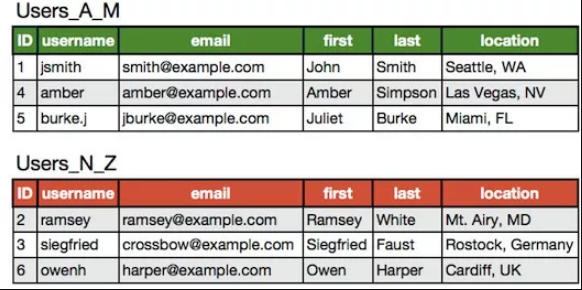 Users_A_M
ID username email first last location
1 jsmith smith@example.com John Smith Seattle, WA
4 amber amber@example.com Amber Simpson Las Vegas, NV
5 burke.j jburke@example.com Juliet Burke Miami, FL
Users_N_Z
ID username email first last location
2 ramsey ramsey@example.com Ramsey White Mt. Airy, MD
3 siegfried crossbow@example.com Siegfried Faust Rostock, Germany
6 owenh harper@example.com Owen Harper Cardiff, UK